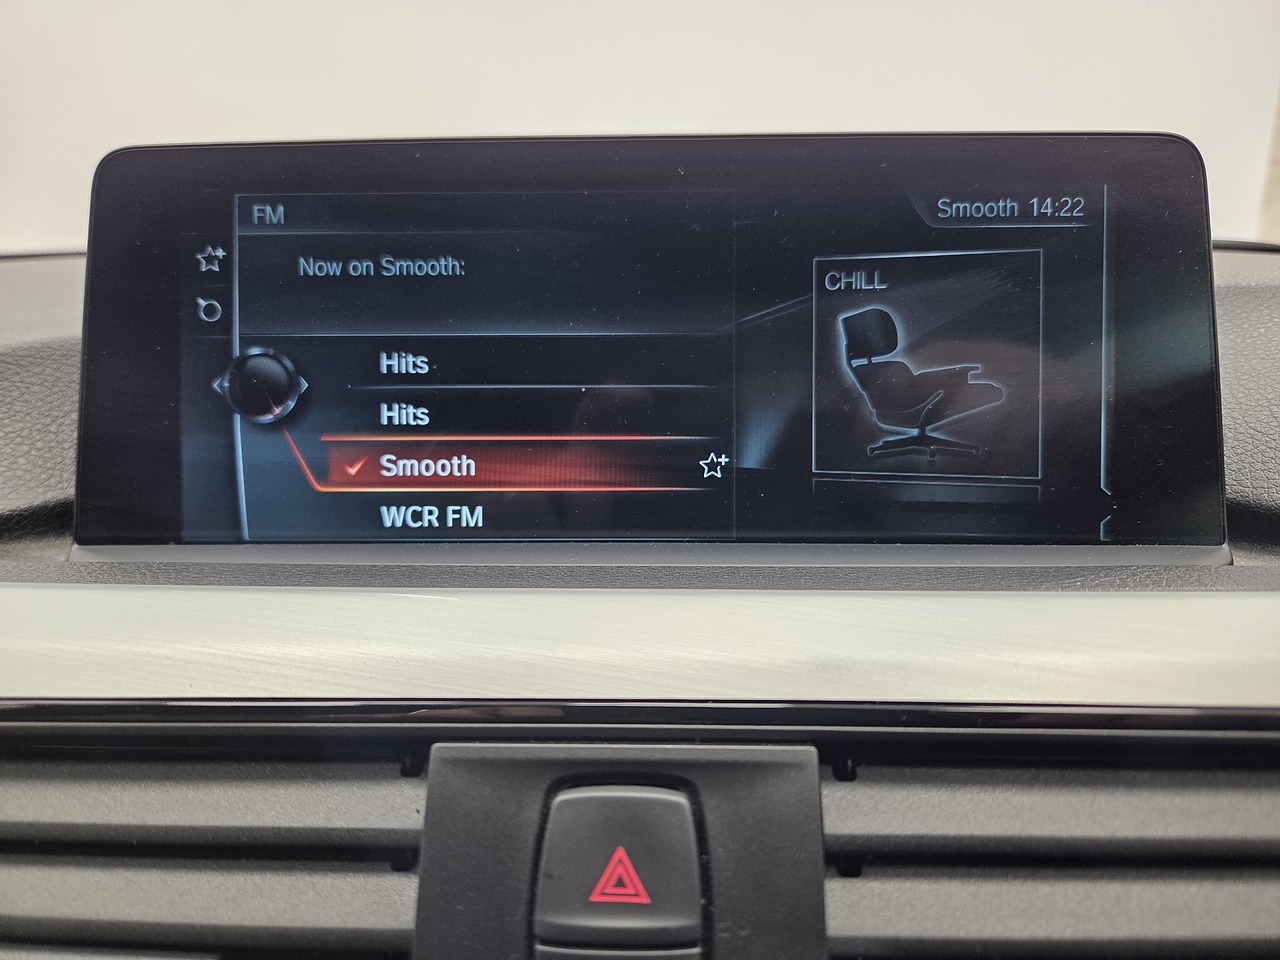 FM
Smooth 14:22
Now on Smooth:
CHILL
Hits
Hits
Smooth
WCR FM